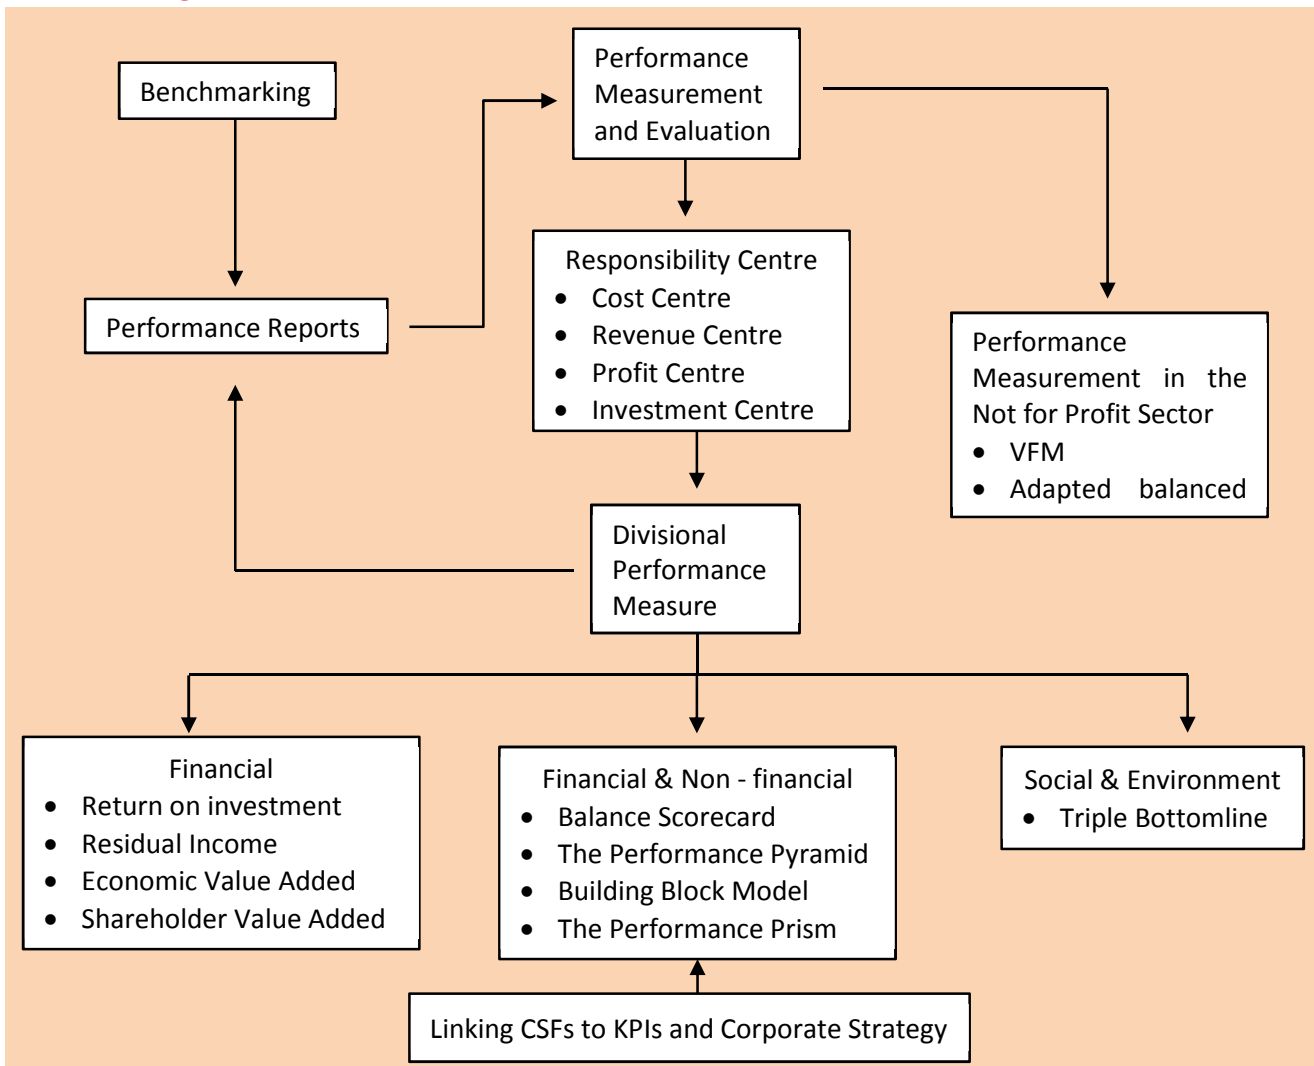 Benchmarking
Performance
Measurement
and Evaluation
Performance Reports
Responsibility Centre
• Cost Centre
• Revenue Centre
• Profit Centre
• Investment Centre
Performance
Measurement in the
Not for Profit Sector
• VFM
• Adapted balanced
Divisional
Performance
Measure
Financial
• Return on investment
• Residual Income
• Economic Value Added
• Shareholder Value Added
Financial & Non - financial
• Balance Scorecard
• The Performance Pyramid
• Building Block Model
• The Performance Prism
Social & Environment
• Triple Bottomline
Linking CSFs to KPIs and Corporate Strategy